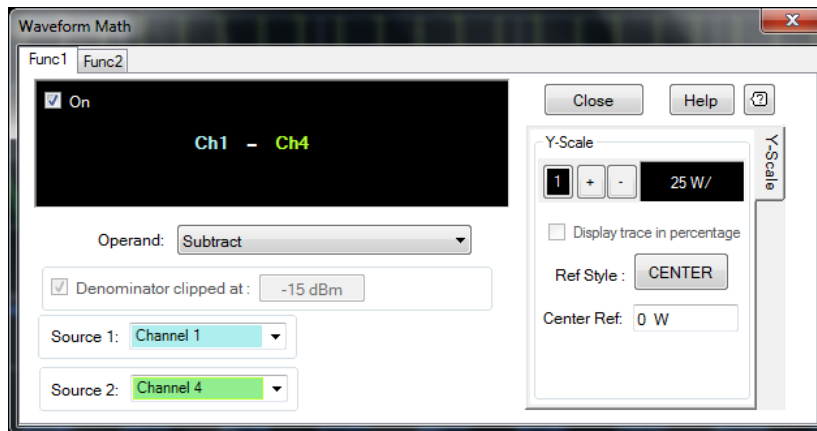 Waveform Math
Func1 Func2
On
Ch1 - Ch4
Operand: Subtract
Denominator clipped at : -15 dBm
Source 1: Channel 1
Source 2: Channel 4
Close Help
Y-Scale
Y-Scale
1 + - 25 W/
Display trace in percentage
Ref Style : CENTER
Center Ref: 0 W